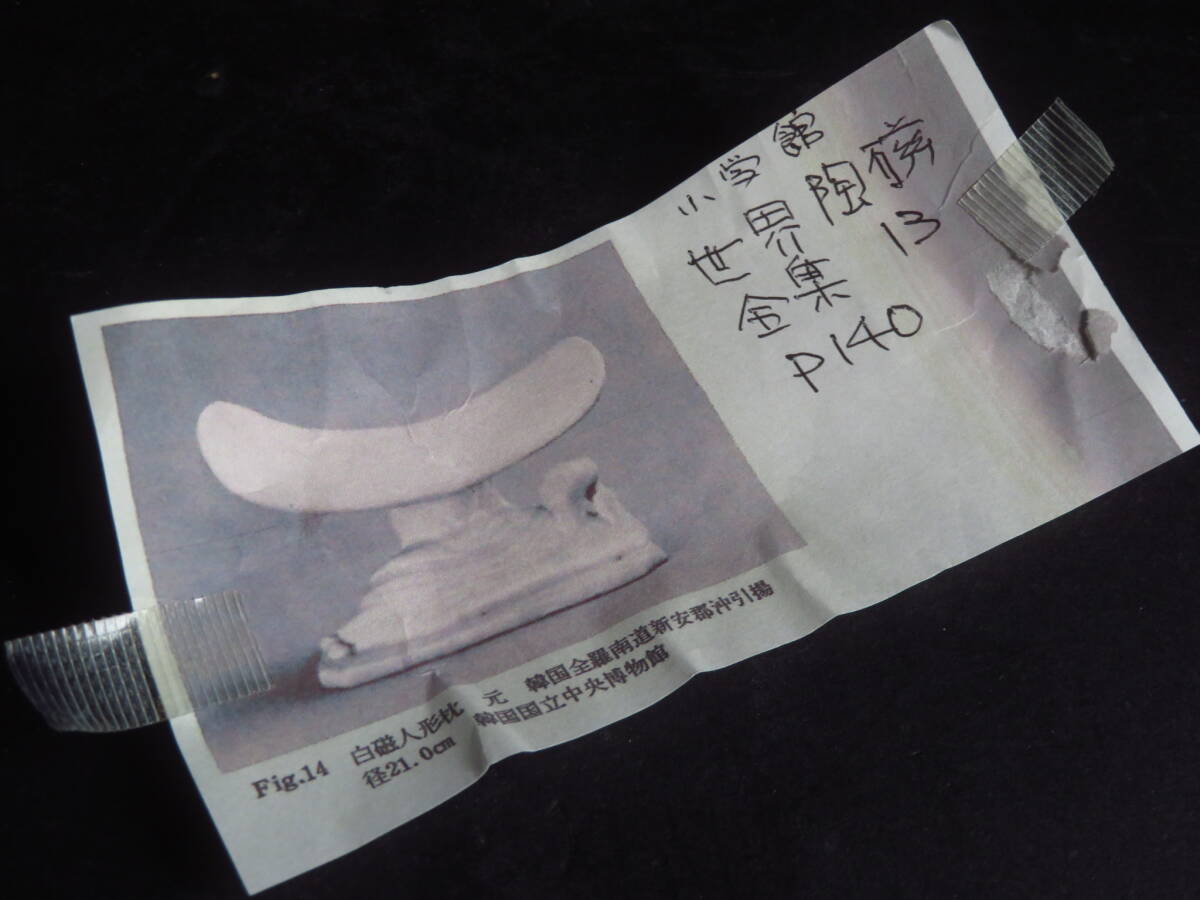 小学館
世界陶磁
全集 13
P140
Fig.14 白磁人形枕 元 韓国全羅南道新安郡沖引揚
径21.0cm 韓国国立中央博物館